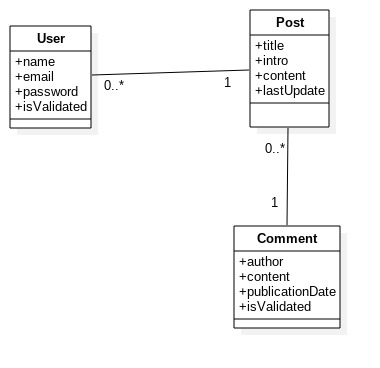 User
+name
+email
+password
+isValidated
0..*
1
Post
+title
+intro
+content
+lastUpdate
0..*
1
Comment
+author
+content
+publicationDate
+isValidated